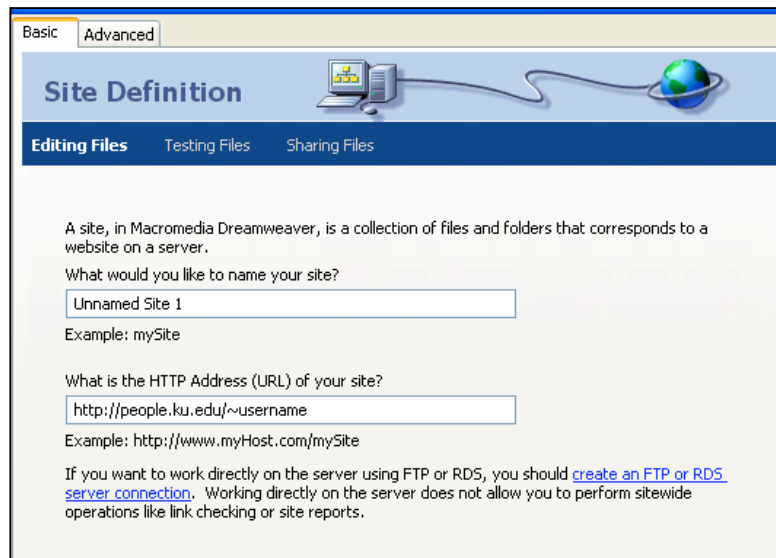 Basic Advanced
Site Definition
Editing Files Testing Files Sharing Files
A site, in Macromedia Dreamweaver, is a collection of files and folders that corresponds to a
website on a server.
What would you like to name your site?
Unnamed Site 1
Example: mySite
What is the HTTP Address (URL) of your site?
http://people.ku.edu/~username
Example: http://www.myHost.com/mySite
If you want to work directly on the server using FTP or RDS, you should create an FTP or RDS
server connection. Working directly on the server does not allow you to perform sitewide
operations like link checking or site reports.